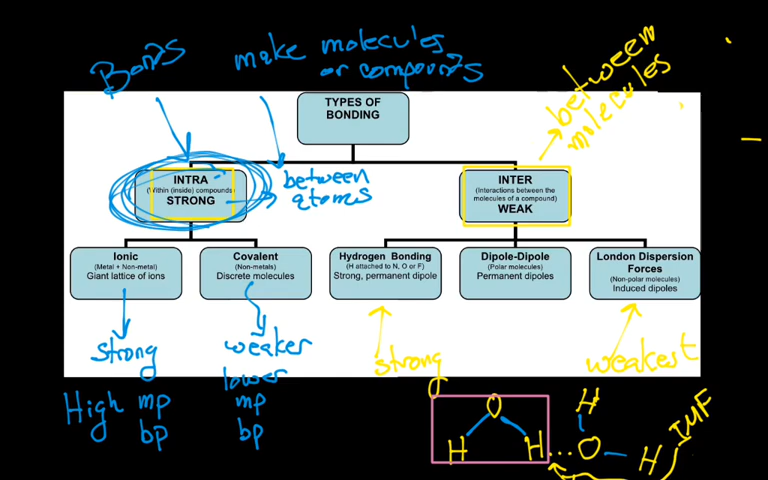 Bonds
make molecules
or compounds
between
molecules
TYPES OF
BONDING
INTRA
(Within (inside) compounds)
STRONG
between
atoms
INTER
(Interactions between the
molecules of a compound)
WEAK
Ionic
(Metal + Non-metal)
Giant lattice of ions
Covalent
(Non-metals)
Discrete molecules
Hydrogen Bonding
(H attached to N, O or F)
Strong, permanent dipole
Dipole-Dipole
(Polar molecules)
Permanent dipoles
London Dispersion
Forces
(Non-polar molecules)
Induced dipoles
strong
High mp
bp
weaker
lower
mp
bp
strong
weakest
O
H H...O H
H
IMF